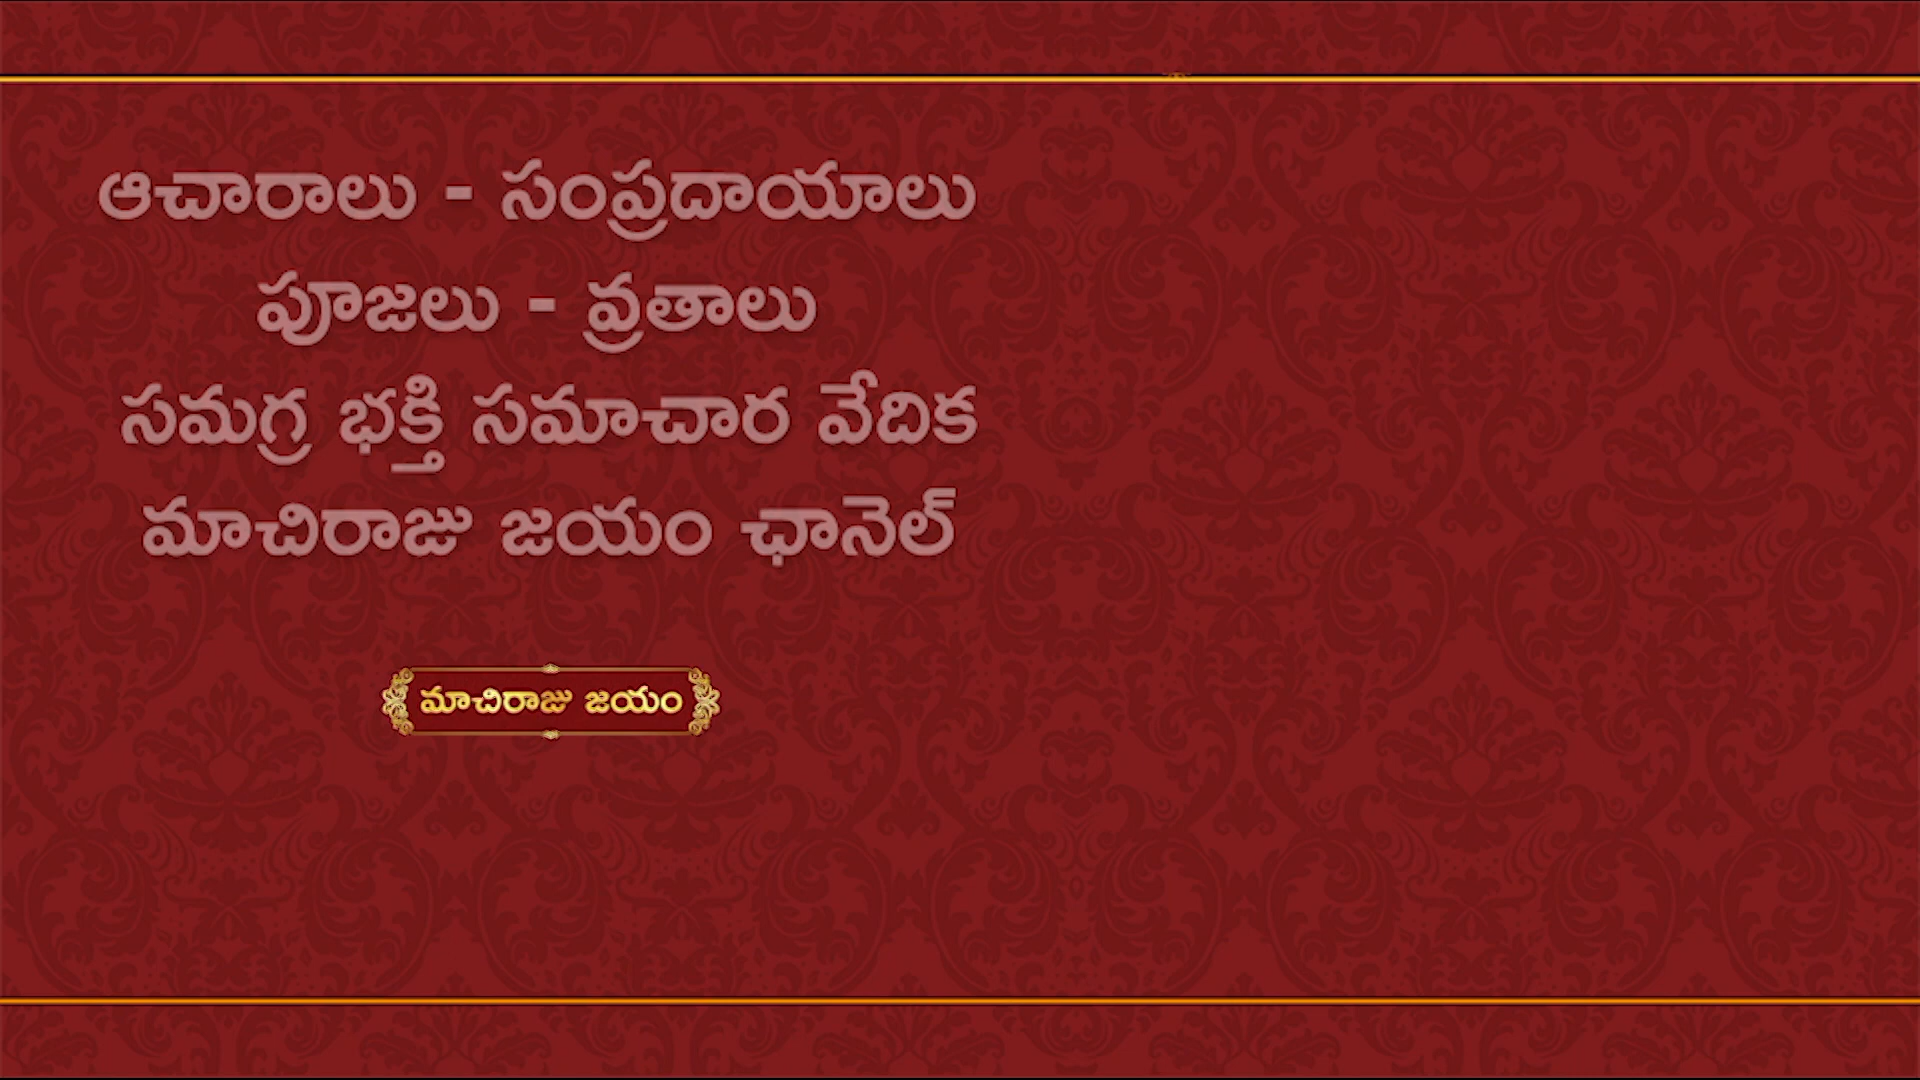 ఆచారాలు - సంప్రదాయాలు
పూజలు - వ్రతాలు
సమగ్ర భక్తి సమాచార వేదిక
మాచిరాజు జయం ఛానెల్
మాచిరాజు జయం